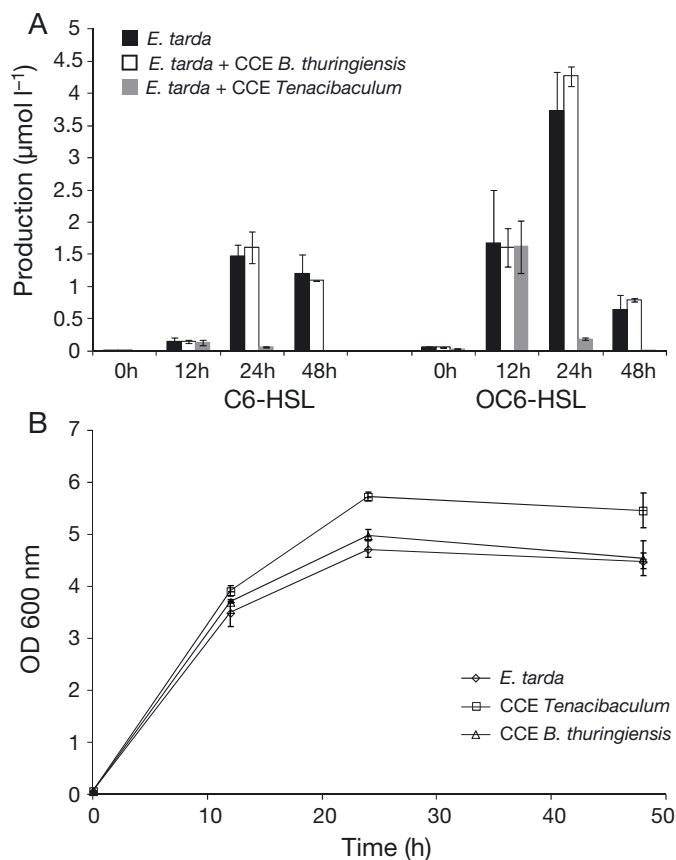 A
E. tarda
E. tarda + CCE B. thuringiensis
E. tarda + CCE Tenacibaculum
Production (µmol l⁻¹)
5
4.5
4
3.5
3
2.5
2
1.5
1
0.5
0
0h 12h 24h 48h 0h 12h 24h 48h
C6-HSL OC6-HSL
B
OD 600 nm
7
6
5
4
3
2
1
0
E. tarda
CCE Tenacibaculum
CCE B. thuringiensis
0 10 20 30 40 50
Time (h)